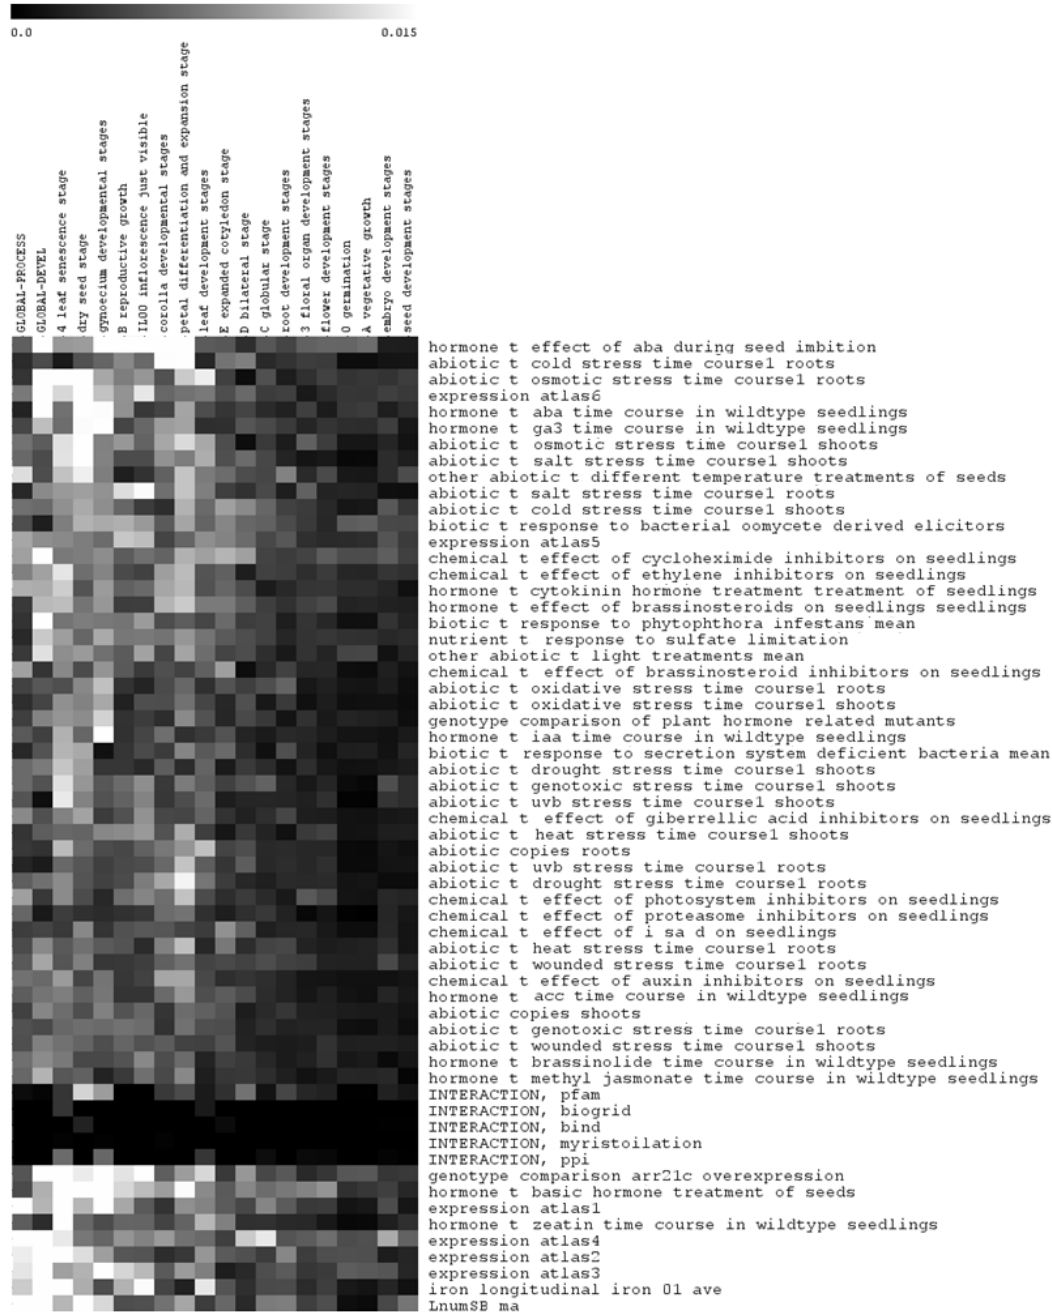 0.0
0.015
GLOBAL-PROCESS
GLOBAL-DEVEL
4 leaf senescence stage
dry seed stage
gynoecium developmental stages
B reproductive growth
IL00 inflorescence just visible
corolla developmental stages
petal differentiation and expansion stage
leaf development stages
E expanded cotyledon stage
D bilateral stage
C globular stage
root development stages
3 floral organ development stages
flower development stages
0 germination
A vegetative growth
embryo development stages
seed development stages
hormone t effect of aba during seed imbition
abiotic t cold stress time course1 roots
abiotic t osmotic stress time course1 roots
expression atlas6
hormone t aba time course in wildtype seedlings
hormone t ga3 time course in wildtype seedlings
abiotic t osmotic stress time course1 shoots
abiotic t salt stress time course1 shoots
other abiotic t different temperature treatments of seeds
abiotic t salt stress time course1 roots
abiotic t cold stress time course1 shoots
biotic t response to bacterial oomycete derived elicitors
expression atlas5
chemical t effect of cycloheximide inhibitors on seedlings
chemical t effect of ethylene inhibitors on seedlings
hormone t cytokinin hormone treatment treatment of seedlings
hormone t effect of brassinosteroids on seedlings seedlings
biotic t response to phytophthora infestans mean
nutrient t response to sulfate limitation
other abiotic t light treatments mean
chemical t effect of brassinosteroid inhibitors on seedlings
abiotic t oxidative stress time course1 roots
abiotic t oxidative stress time course1 shoots
genotype comparison of plant hormone related mutants
hormone t iaa time course in wildtype seedlings
biotic t response to secretion system deficient bacteria mean
abiotic t drought stress time course1 shoots
abiotic t genotoxic stress time course1 shoots
abiotic t uvb stress time course1 shoots
chemical t effect of giberrellic acid inhibitors on seedlings
abiotic t heat stress time course1 shoots
abiotic copies roots
abiotic t uvb stress time course1 roots
abiotic t drought stress time course1 roots
chemical t effect of photosystem inhibitors on seedlings
chemical t effect of proteasome inhibitors on seedlings
chemical t effect of i sa d on seedlings
abiotic t heat stress time course1 roots
abiotic t wounded stress time course1 roots
chemical t effect of auxin inhibitors on seedlings
hormone t acc time course in wildtype seedlings
abiotic copies shoots
abiotic t genotoxic stress time course1 roots
abiotic t wounded stress time course1 shoots
hormone t brassinolide time course in wildtype seedlings
hormone t methyl jasmonate time course in wildtype seedlings
INTERACTION, pfam
INTERACTION, biogrid
INTERACTION, bind
INTERACTION, myristoilation
INTERACTION, ppi
genotype comparison arr21c overexpression
hormone t basic hormone treatment of seeds
expression atlas1
hormone t zeatin time course in wildtype seedlings
expression atlas4
expression atlas2
expression atlas3
iron longitudinal iron 01 ave
LnumSB ma